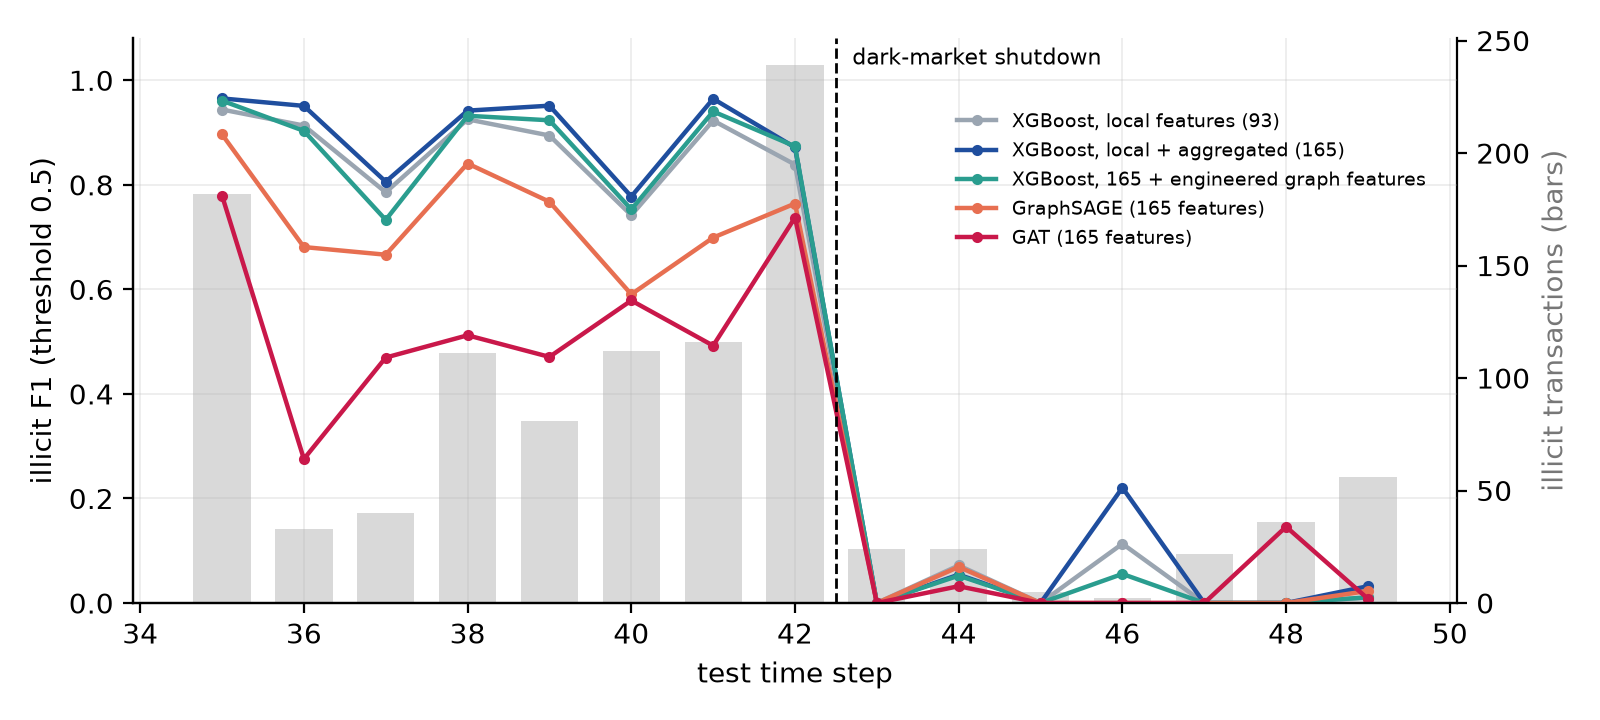 dark-market shutdown
XGBoost, local features (93)
XGBoost, local + aggregated (165)
XGBoost, 165 + engineered graph features
GraphSAGE (165 features)
GAT (165 features)
illicit F1 (threshold 0.5)
1.0
0.8
0.6
0.4
0.2
0.0
250
200
150
100
50
0
illicit transactions (bars)
34 36 38 40 42 44 46 48 50
test time step